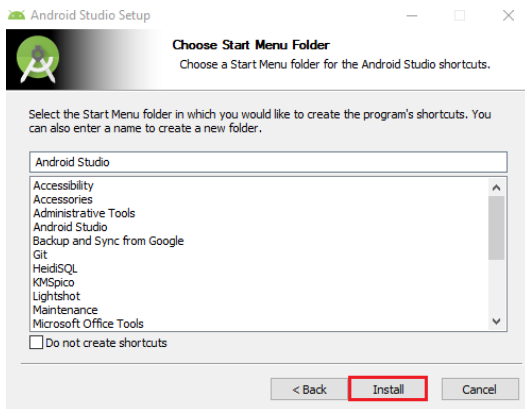 Android Studio Setup
Choose Start Menu Folder
Choose a Start Menu folder for the Android Studio shortcuts.
Select the Start Menu folder in which you would like to create the program's shortcuts. You
can also enter a name to create a new folder.
Android Studio
Accessibility
Accessories
Administrative Tools
Android Studio
Backup and Sync from Google
Git
HeidiSQL
KMSpico
Lightshot
Maintenance
Microsoft Office Tools
Do not create shortcuts
< Back
Install
Cancel